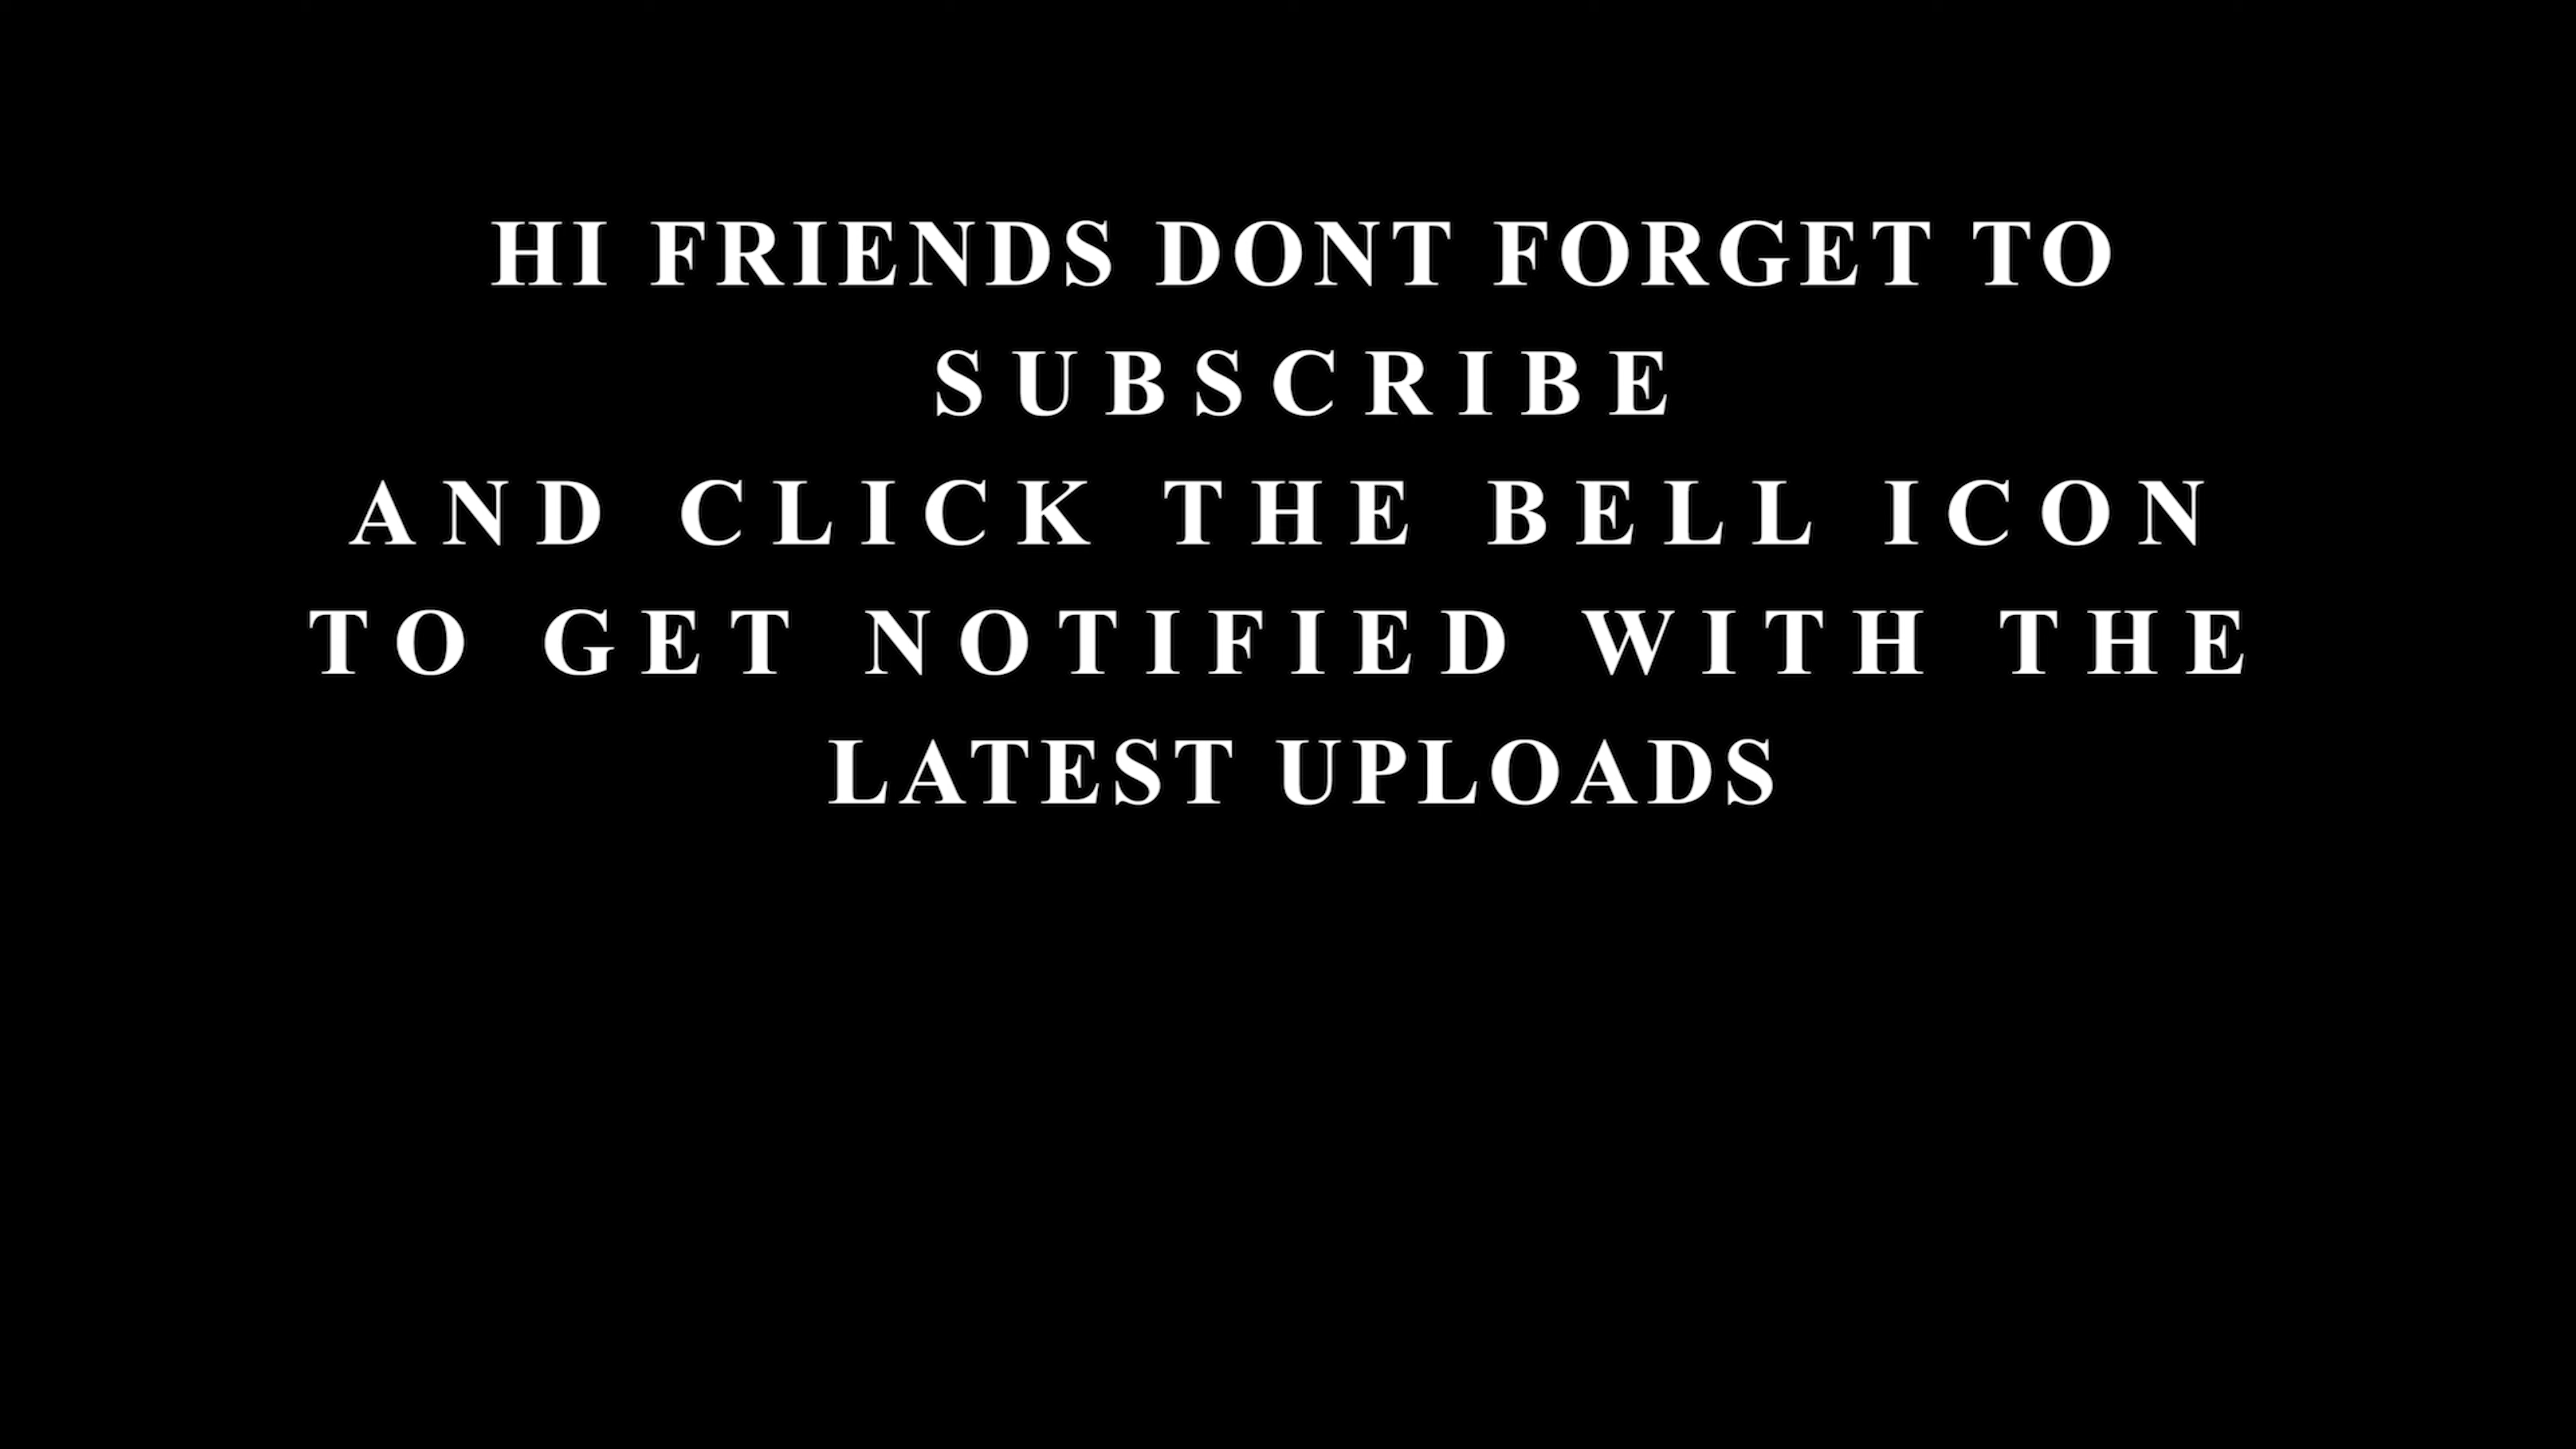 HI FRIENDS DONT FORGET TO
SUBSCRIBE
AND CLICK THE BELL ICON
TO GET NOTIFIED WITH THE
LATEST UPLOADS